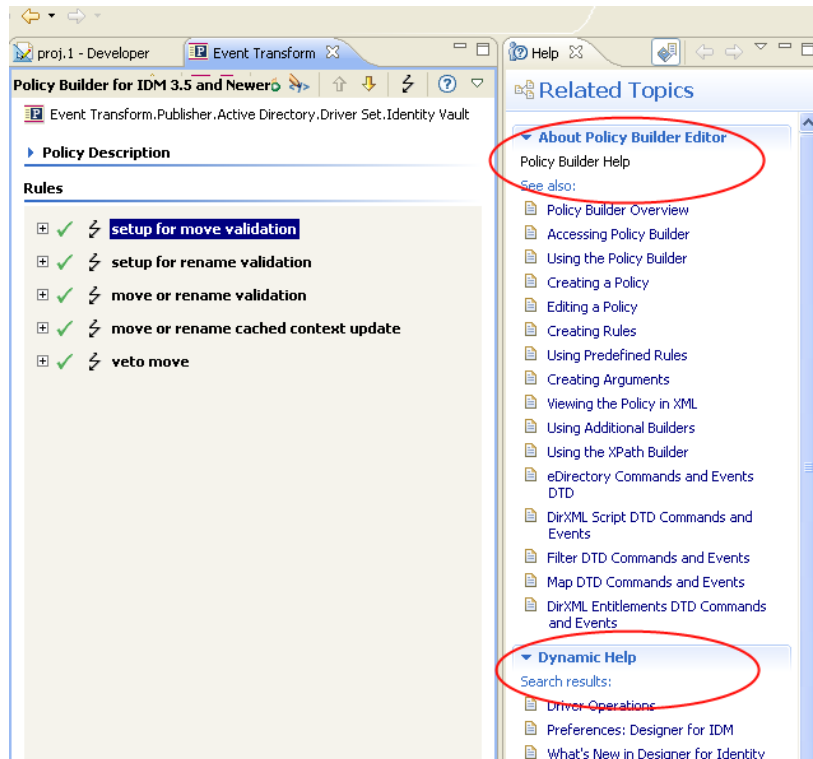 proj.1 - Developer
Event Transform
Policy Builder for IDM 3.5 and Newer
Event Transform.Publisher.Active Directory.Driver Set.Identity Vault
Policy Description
Rules
setup for move validation
setup for rename validation
move or rename validation
move or rename cached context update
veto move
Help
Related Topics
About Policy Builder Editor
Policy Builder Help
See also:
Policy Builder Overview
Accessing Policy Builder
Using the Policy Builder
Creating a Policy
Editing a Policy
Creating Rules
Using Predefined Rules
Creating Arguments
Viewing the Policy in XML
Using Additional Builders
Using the XPath Builder
eDirectory Commands and Events
DTD
DirXML Script DTD Commands and
Events
Filter DTD Commands and Events
Map DTD Commands and Events
DirXML Entitlements DTD Commands
and Events
Dynamic Help
Search results:
Driver Operations
Preferences: Designer for IDM
What's New in Designer for Identity